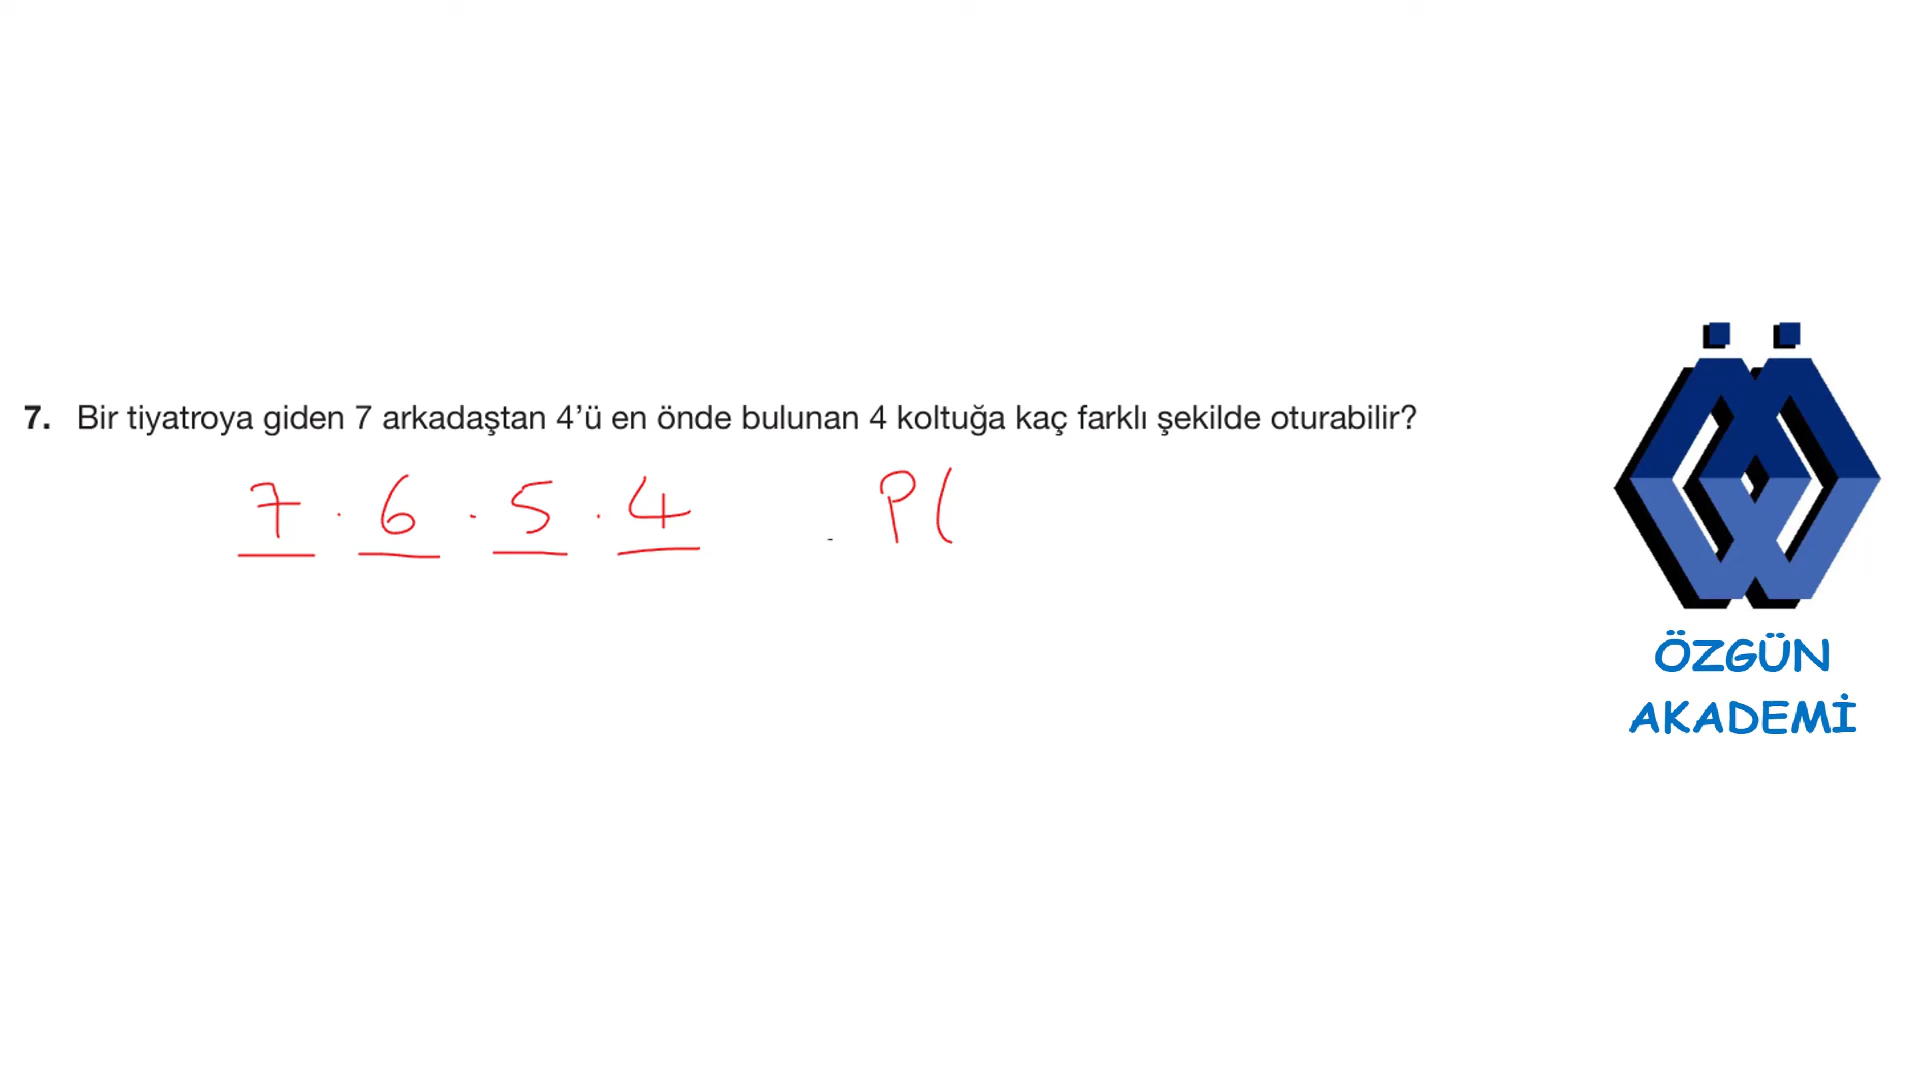 7. Bir tiyatroya giden 7 arkadaştan 4’ü en önde bulunan 4 koltuğa kaç farklı şekilde oturabilir?
7 . 6 . 5 . 4 P(
ÖZGÜN
AKADEMİ